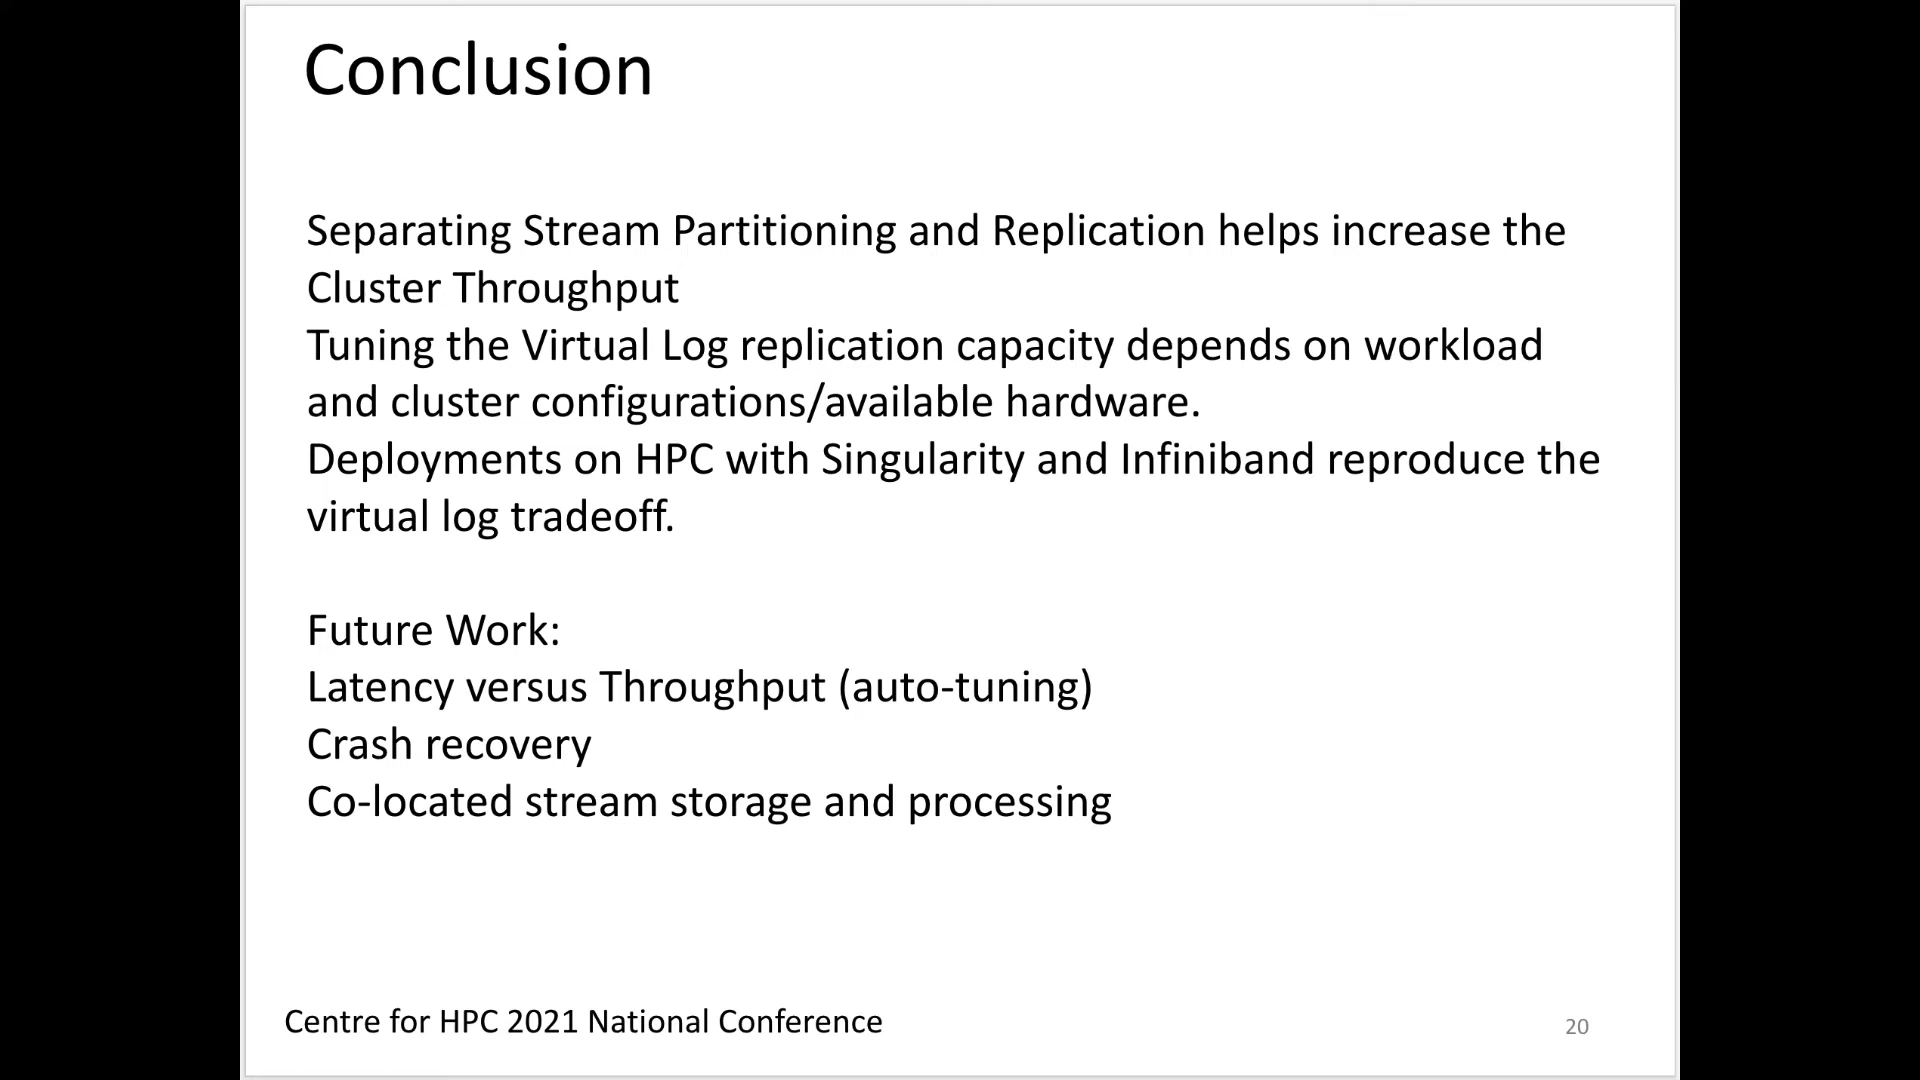 Conclusion
Separating Stream Partitioning and Replication helps increase the
Cluster Throughput
Tuning the Virtual Log replication capacity depends on workload
and cluster configurations/available hardware.
Deployments on HPC with Singularity and Infiniband reproduce the
virtual log tradeoff.
Future Work:
Latency versus Throughput (auto-tuning)
Crash recovery
Co-located stream storage and processing
Centre for HPC 2021 National Conference
20